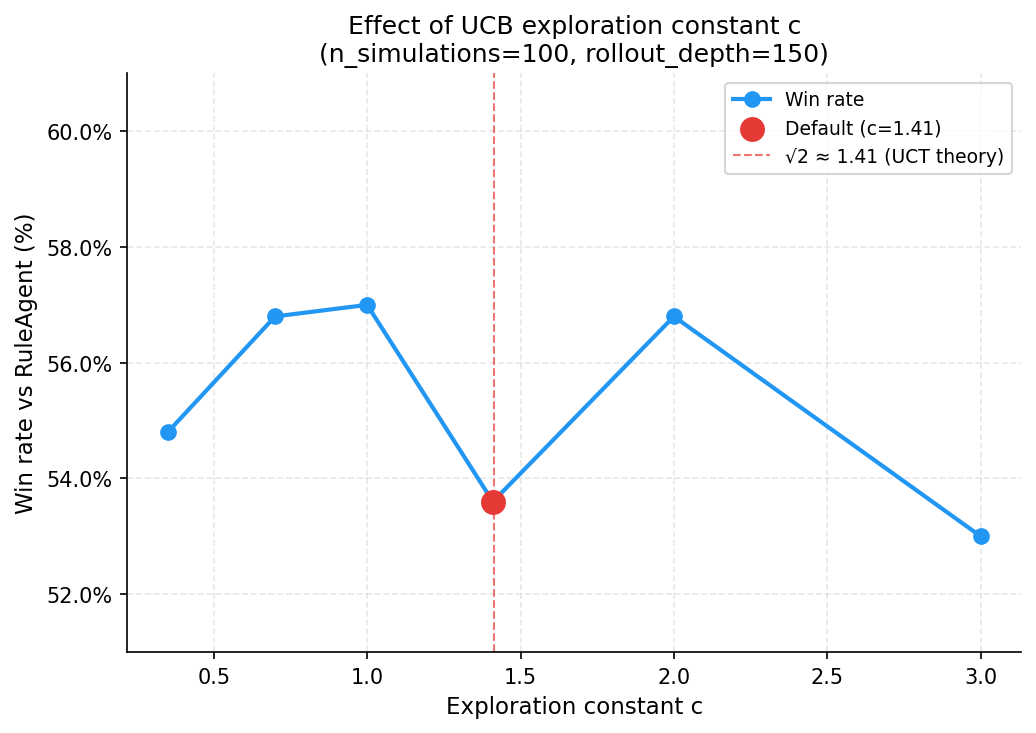 Effect of UCB exploration constant c
(n_simulations=100, rollout_depth=150)
Win rate
Default (c=1.41)
√2 ≈ 1.41 (UCT theory)
Win rate vs RuleAgent (%)
60.0%
58.0%
56.0%
54.0%
52.0%
0.5
1.0
1.5
2.0
2.5
3.0
Exploration constant c